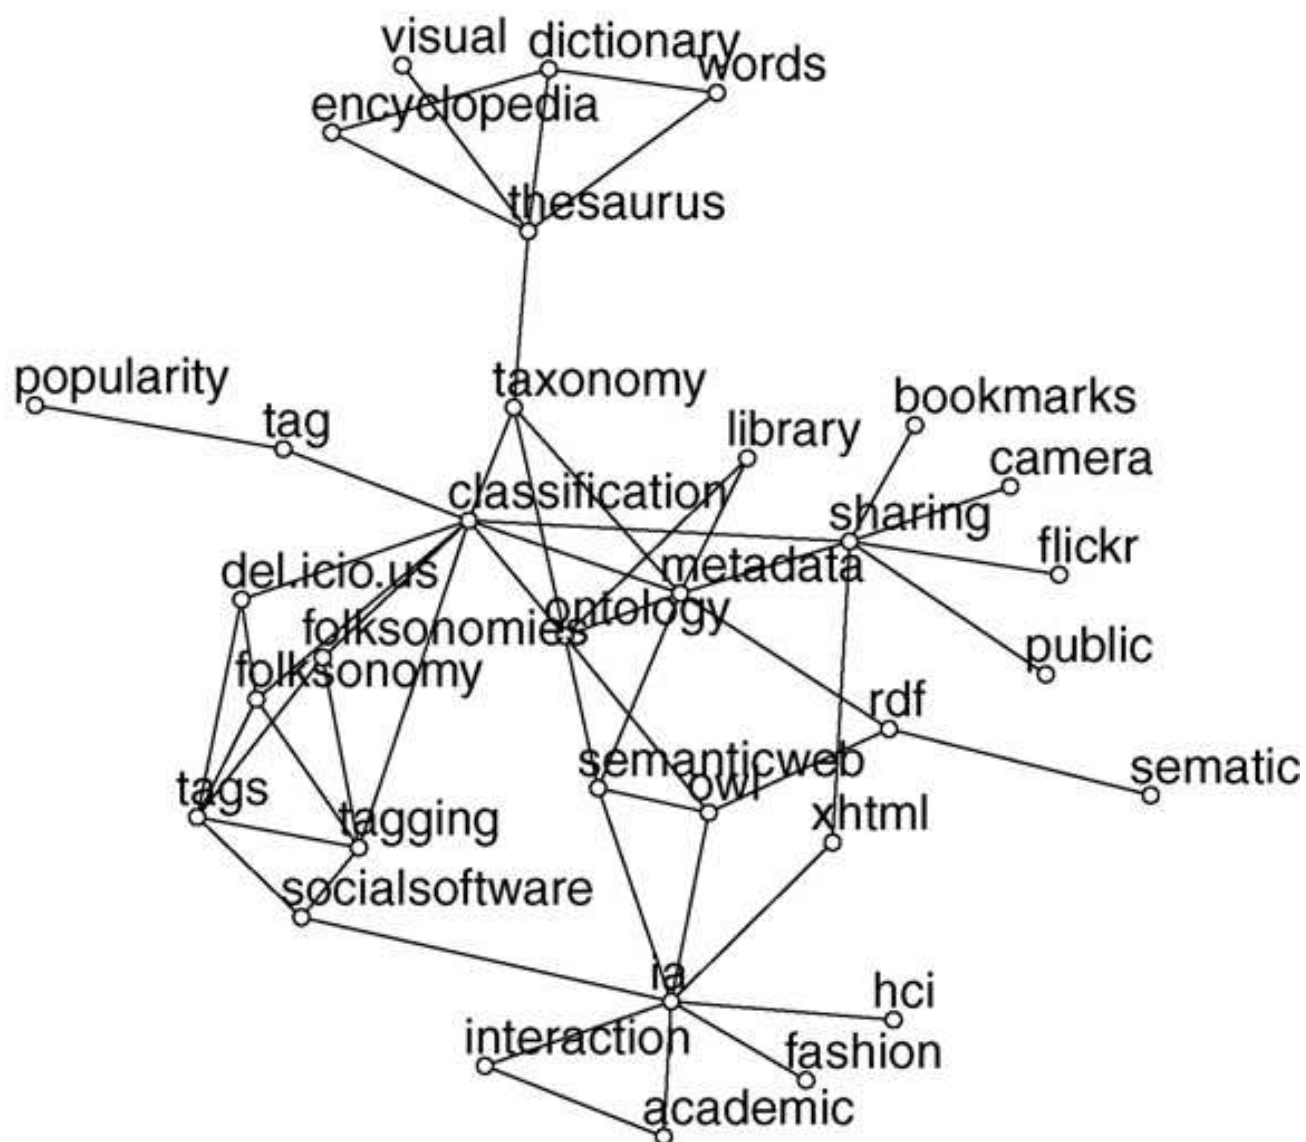 visual
dictionary
words
encyclopedia
thesaurus
popularity
taxonomy
bookmarks
tag
library
camera
classification
sharing
flickr
del.icio.us
metadata
ontology
folksonomies
public
folksonomy
rdf
semanticweb
sematic
owl
tags
xhtml
tagging
socialsoftware
ia
hci
interaction
fashion
academic